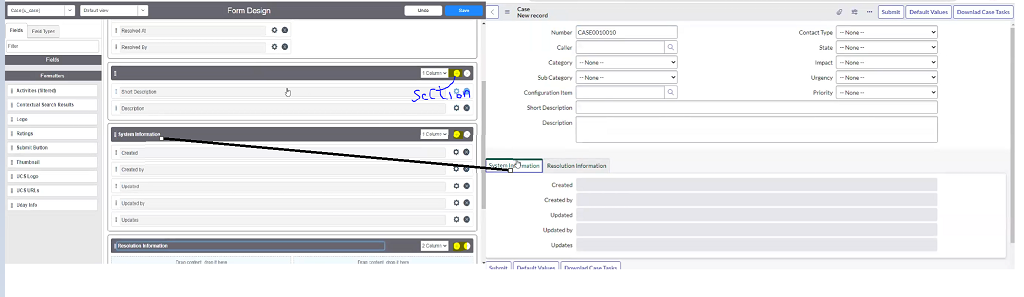 Case [u_case]
Default view
Form Design
Undo
Save
Fields
Field Types
Filter
Fields
Formatters
Activities (filtered)
Contextual Search Results
Logo
Ratings
Submit Button
Thumbnail
UCS Logo
UCS URLs
Uday Info
Resolved At
Resolved By
1 Column
Short Description
section
Description
System Information
1 Column
Created
Created by
Updated
Updated by
Updates
Resolution Information
2 Column
Drag content, drop it here
Drag content, drop it here
Case
New record
Submit
Default Values
Downlad Case Tasks
Number
CASE0010010
Caller
Category
-- None --
Sub Category
-- None --
Configuration item
Short Description
Description
Contact Type
-- None --
State
-- None --
Impact
-- None --
Urgency
-- None --
Priority
-- None --
System Information
Resolution Information
Created
Created by
Updated
Updated by
Updates
Submit
Default Values
Downlad Case Tasks